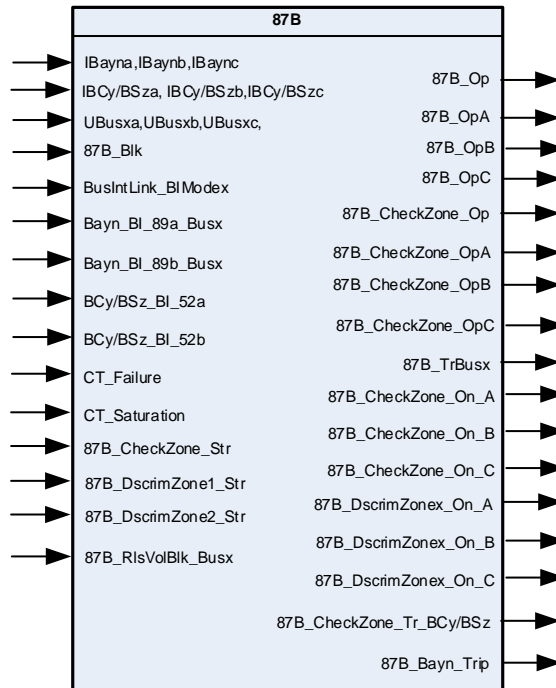 87B
IBayna,IBaynb,IBaync
IBCy/BSza, IBCy/BSzb,IBCy/BSzc
UBusxa,UBusxb,UBusxc,
87B_Blk
BusIntLink_BIModex
Bayn_BI_89a_Busx
Bayn_BI_89b_Busx
BCy/BSz_BI_52a
BCy/BSz_BI_52b
CT_Failure
CT_Saturation
87B_CheckZone_Str
87B_DscrimZone1_Str
87B_DscrimZone2_Str
87B_RlsVolBlk_Busx
87B_Op
87B_OpA
87B_OpB
87B_OpC
87B_CheckZone_Op
87B_CheckZone_OpA
87B_CheckZone_OpB
87B_CheckZone_OpC
87B_TrBusx
87B_CheckZone_On_A
87B_CheckZone_On_B
87B_CheckZone_On_C
87B_DscrimZonex_On_A
87B_DscrimZonex_On_B
87B_DscrimZonex_On_C
87B_CheckZone_Tr_BCy/BSz
87B_Bayn_Trip